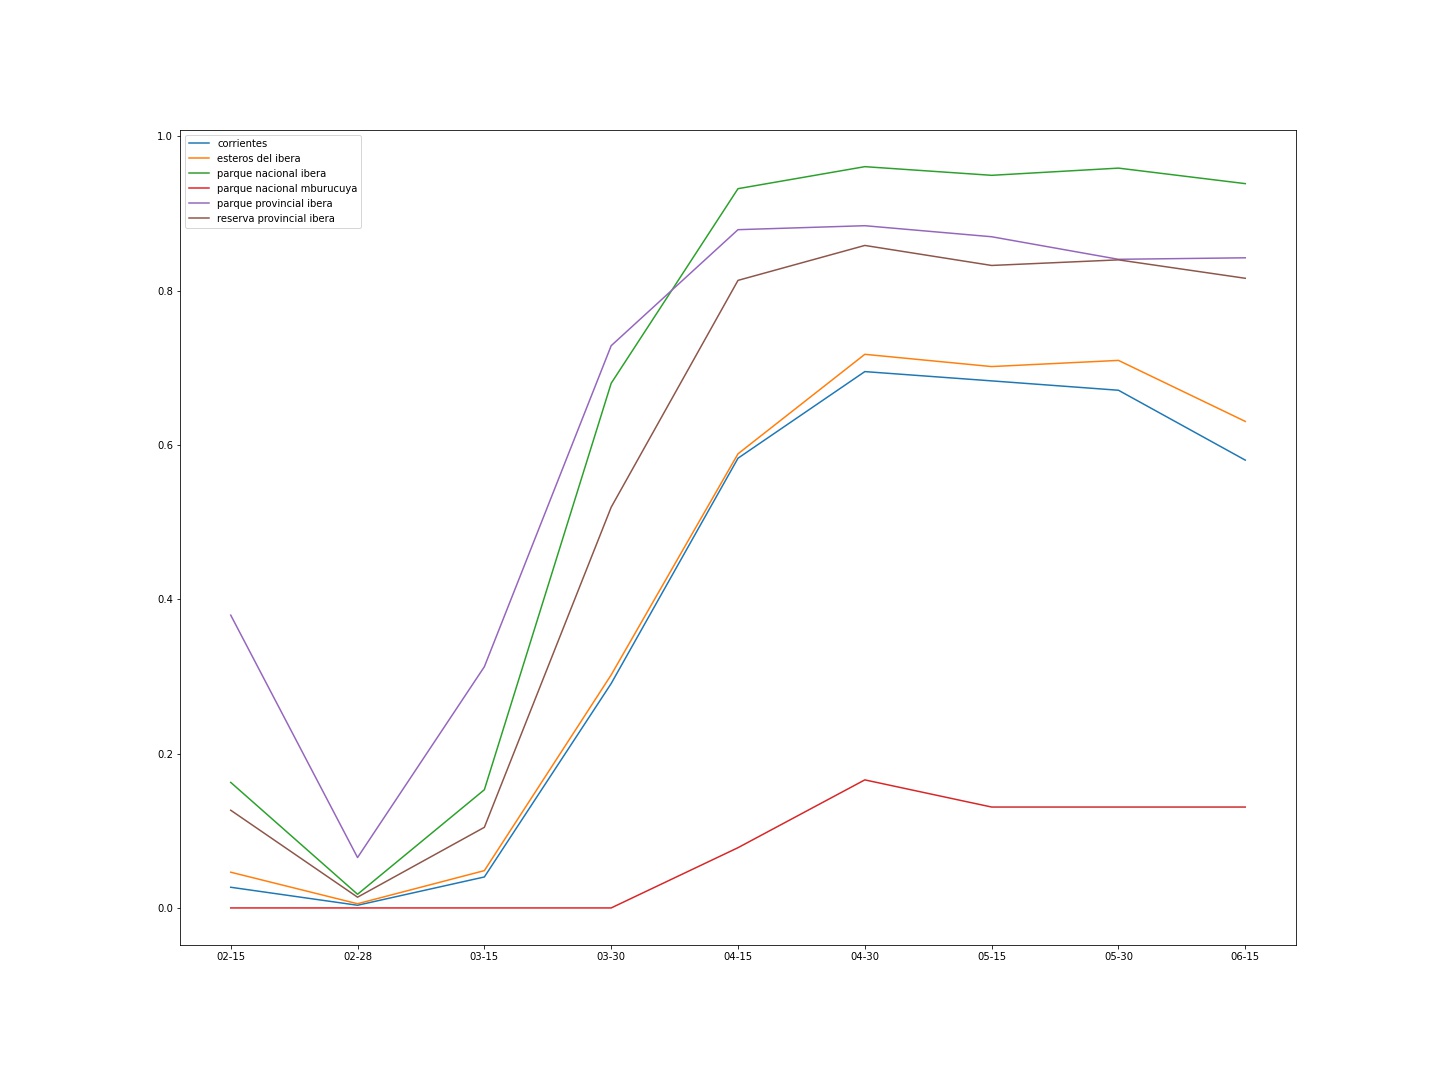 1.0
corrientes
esteros del ibera
parque nacional ibera
parque nacional mburucuya
parque provincial ibera
reserva provincial ibera
0.8
0.6
0.4
0.2
0.0
02-15 02-28 03-15 03-30 04-15 04-30 05-15 05-30 06-15